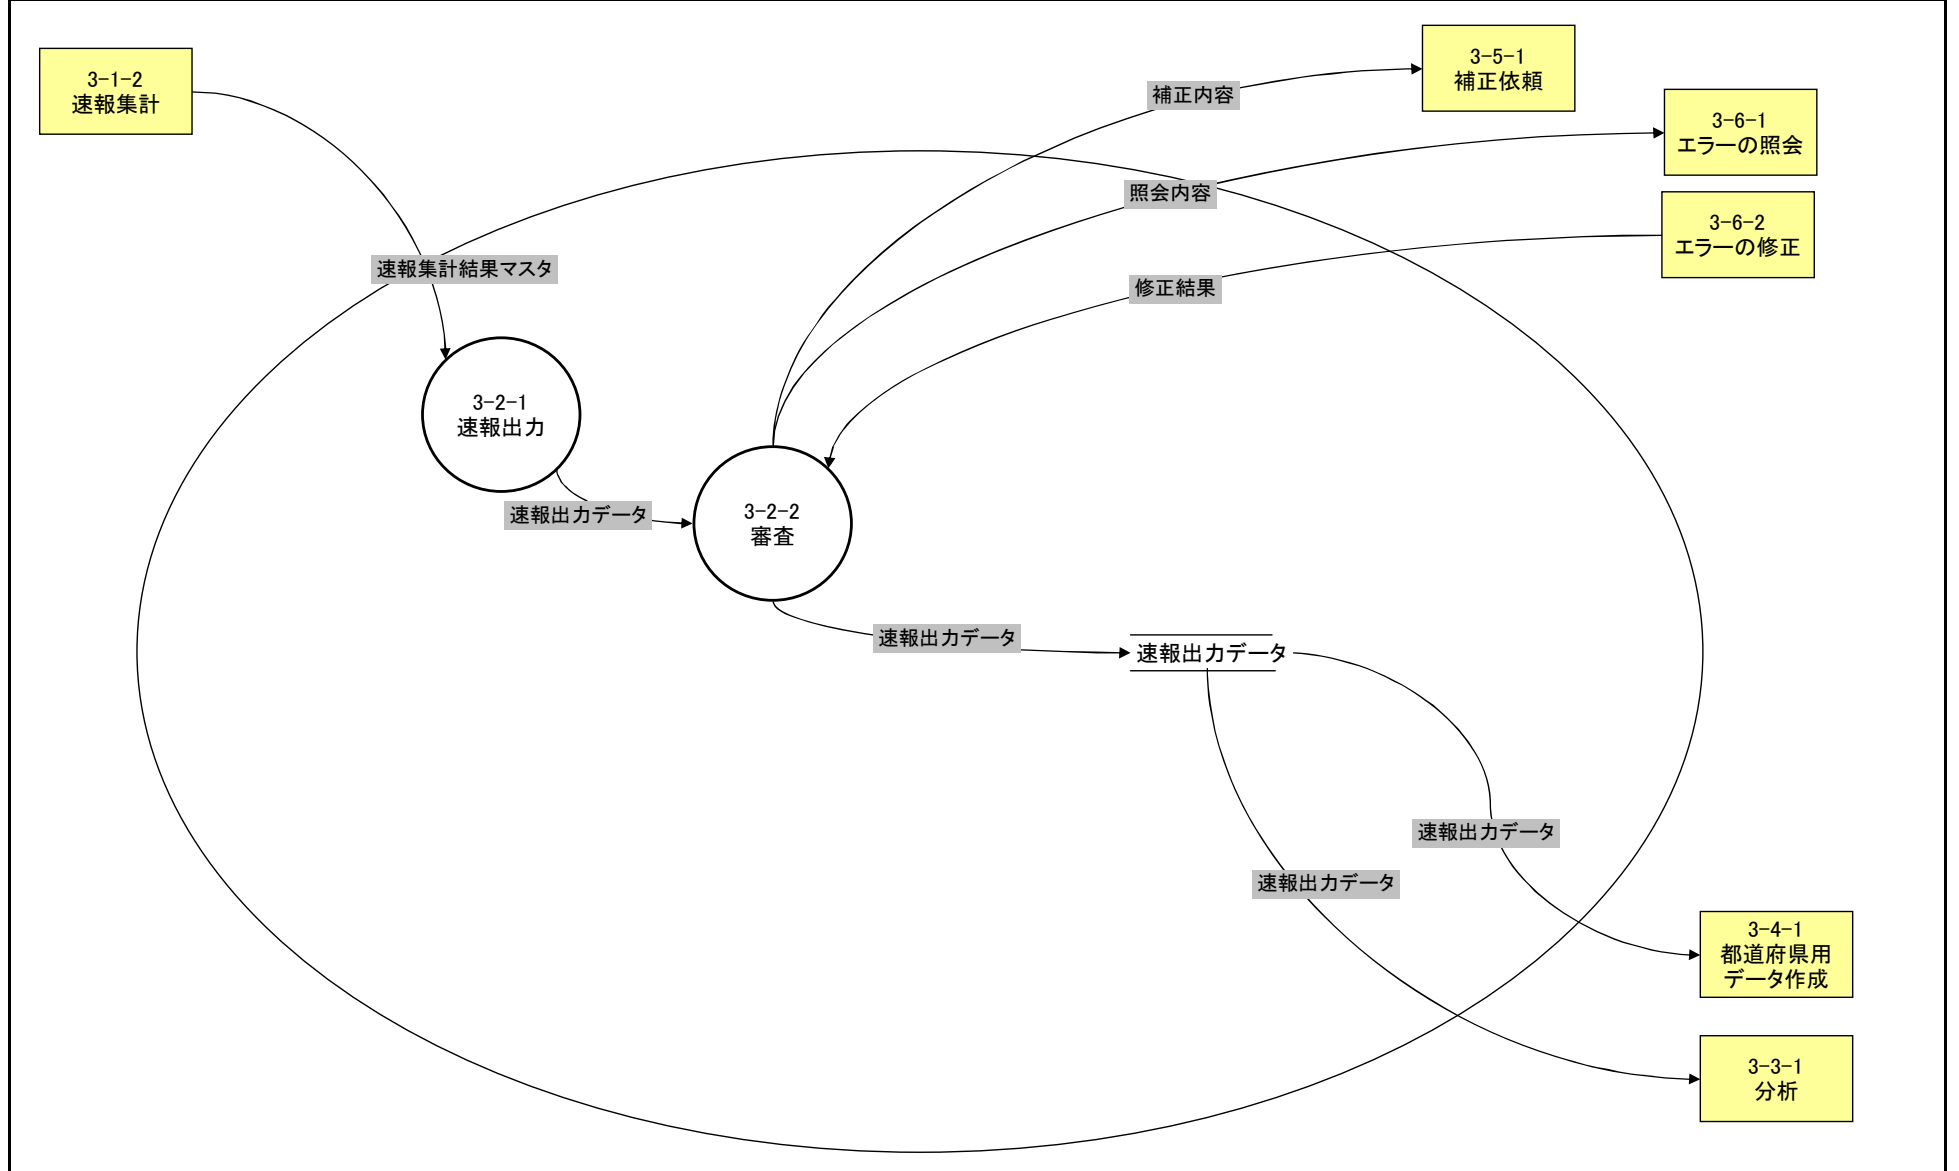 3-1-2
速報集計
3-5-1
補正依頼
補正内容
3-6-1
エラーの照会
照会内容
3-6-2
エラーの修正
速報集計結果マスタ
修正結果
3-2-1
速報出力
速報出力データ
3-2-2
審査
速報出力データ
速報出力データ
速報出力データ
速報出力データ
3-4-1
都道府県用
データ作成
3-3-1
分析